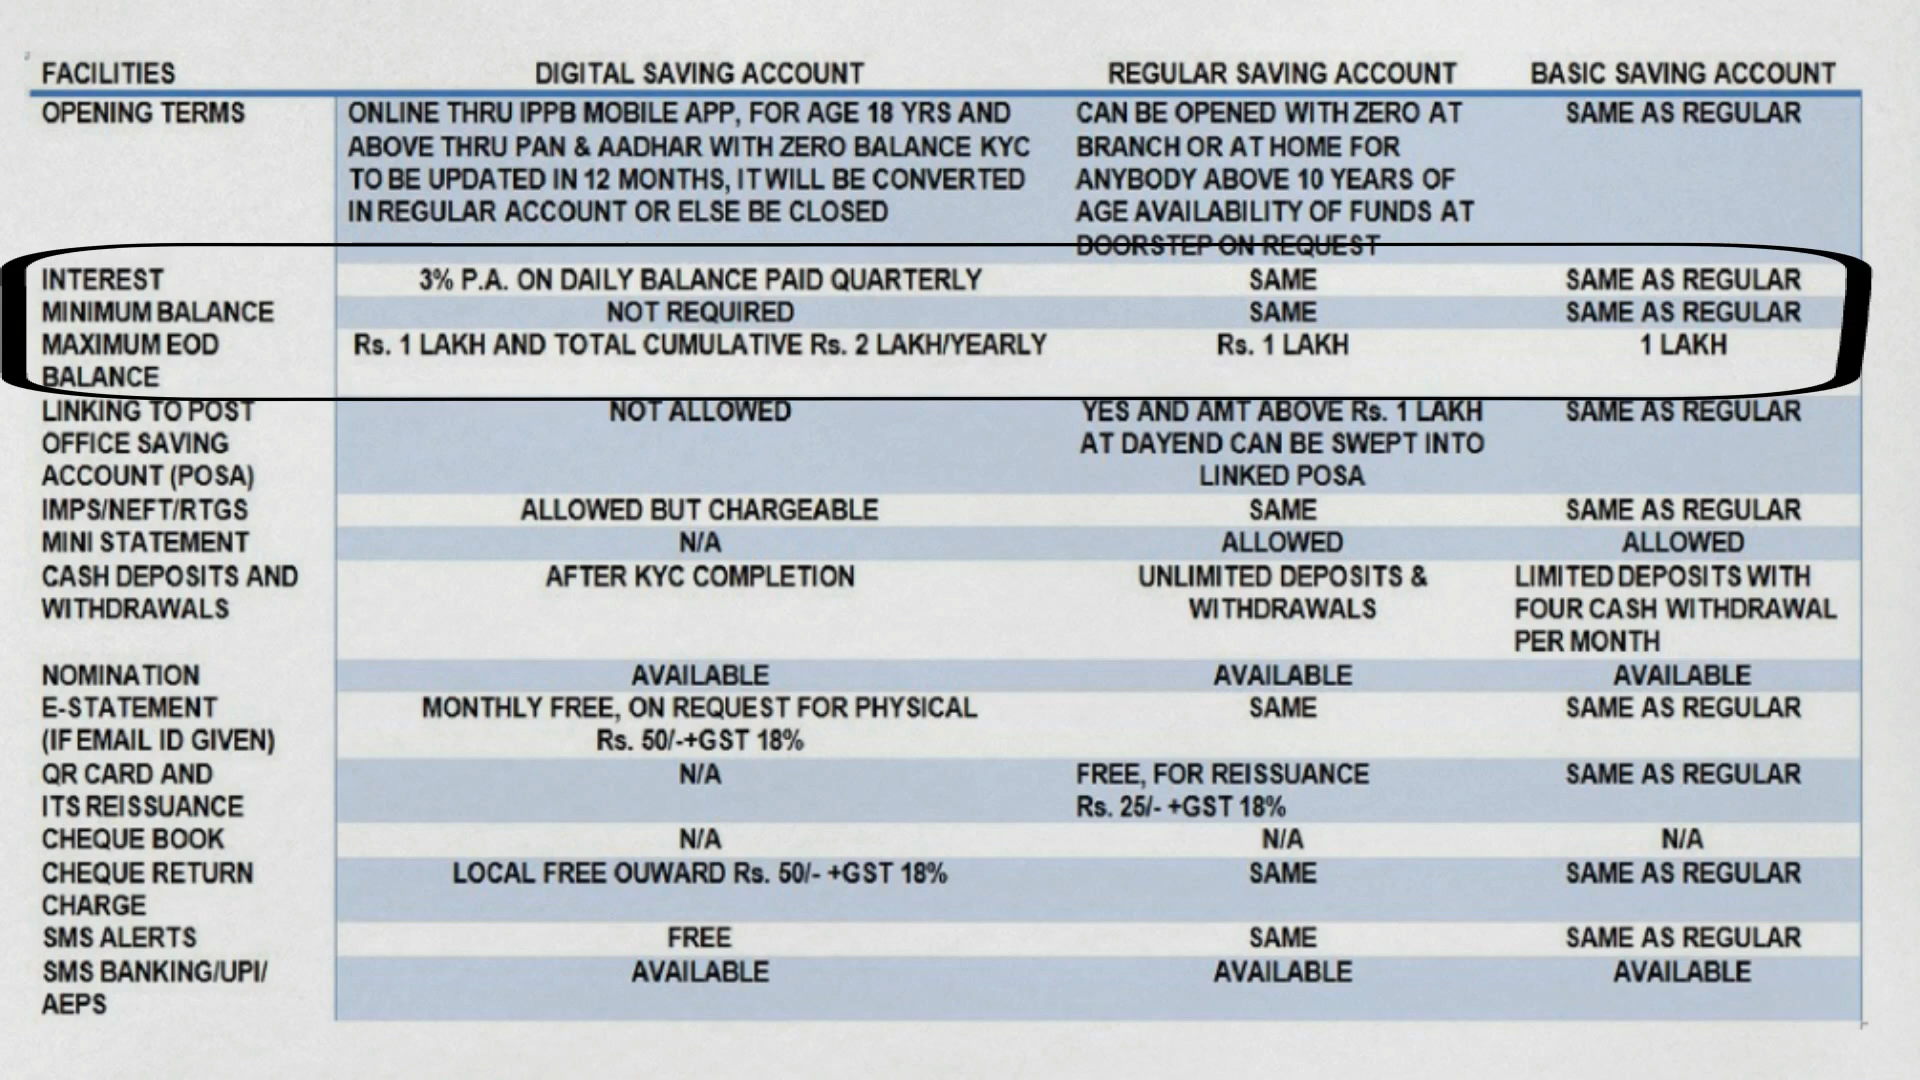 FACILITIES DIGITAL SAVING ACCOUNT REGULAR SAVING ACCOUNT BASIC SAVING ACCOUNT
OPENING TERMS ONLINE THRU IPPB MOBILE APP, FOR AGE 18 YRS AND CAN BE OPENED WITH ZERO AT SAME AS REGULAR
ABOVE THRU PAN & AADHAR WITH ZERO BALANCE KYC BRANCH OR AT HOME FOR
TO BE UPDATED IN 12 MONTHS, IT WILL BE CONVERTED ANYBODY ABOVE 10 YEARS OF
IN REGULAR ACCOUNT OR ELSE BE CLOSED AGE AVAILABILITY OF FUNDS AT
DOORSTEP ON REQUEST
INTEREST 3% P.A. ON DAILY BALANCE PAID QUARTERLY SAME SAME AS REGULAR
MINIMUM BALANCE NOT REQUIRED SAME SAME AS REGULAR
MAXIMUM EOD Rs. 1 LAKH AND TOTAL CUMULATIVE Rs. 2 LAKH/YEARLY Rs. 1 LAKH 1 LAKH
BALANCE
LINKING TO POST NOT ALLOWED YES AND AMT ABOVE Rs. 1 LAKH SAME AS REGULAR
OFFICE SAVING AT DAYEND CAN BE SWEPT INTO
ACCOUNT (POSA) LINKED POSA
IMPS/NEFT/RTGS ALLOWED BUT CHARGEABLE SAME SAME AS REGULAR
MINI STATEMENT N/A ALLOWED ALLOWED
CASH DEPOSITS AND AFTER KYC COMPLETION UNLIMITED DEPOSITS & LIMITED DEPOSITS WITH
WITHDRAWALS WITHDRAWALS FOUR CASH WITHDRAWAL
PER MONTH
NOMINATION AVAILABLE AVAILABLE AVAILABLE
E-STATEMENT MONTHLY FREE, ON REQUEST FOR PHYSICAL SAME SAME AS REGULAR
(IF EMAIL ID GIVEN) Rs. 50/-+GST 18%
QR CARD AND N/A FREE, FOR REISSUANCE SAME AS REGULAR
ITS REISSUANCE Rs. 25/- +GST 18%
CHEQUE BOOK N/A N/A N/A
CHEQUE RETURN LOCAL FREE OUWARD Rs. 50/- +GST 18% SAME SAME AS REGULAR
CHARGE
SMS ALERTS FREE SAME SAME AS REGULAR
SMS BANKING/UPI/ AVAILABLE AVAILABLE AVAILABLE
AEPS